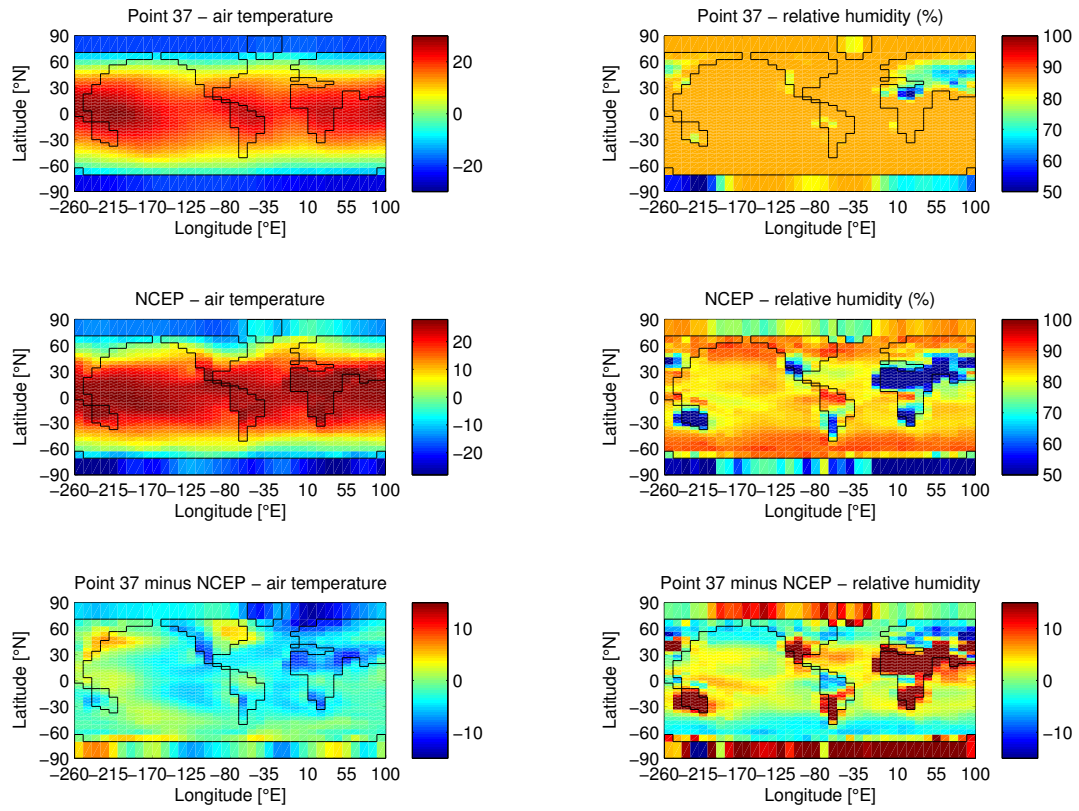 Point 37 − air temperature
90
60
30
0
−30
−60
−90
Latitude [°N]
−260−215−170−125−80−35 10 55 100
Longitude [°E]
20
0
−20
Point 37 − relative humidity (%)
90
60
30
0
−30
−60
−90
Latitude [°N]
−260−215−170−125−80−35 10 55 100
Longitude [°E]
100
90
80
70
60
50
NCEP − air temperature
90
60
30
0
−30
−60
−90
Latitude [°N]
−260−215−170−125−80−35 10 55 100
Longitude [°E]
20
10
0
−10
−20
NCEP − relative humidity (%)
90
60
30
0
−30
−60
−90
Latitude [°N]
−260−215−170−125−80−35 10 55 100
Longitude [°E]
100
90
80
70
60
50
Point 37 minus NCEP − air temperature
90
60
30
0
−30
−60
−90
Latitude [°N]
−260−215−170−125−80−35 10 55 100
Longitude [°E]
10
0
−10
Point 37 minus NCEP − relative humidity
90
60
30
0
−30
−60
−90
Latitude [°N]
−260−215−170−125−80−35 10 55 100
Longitude [°E]
10
0
−10